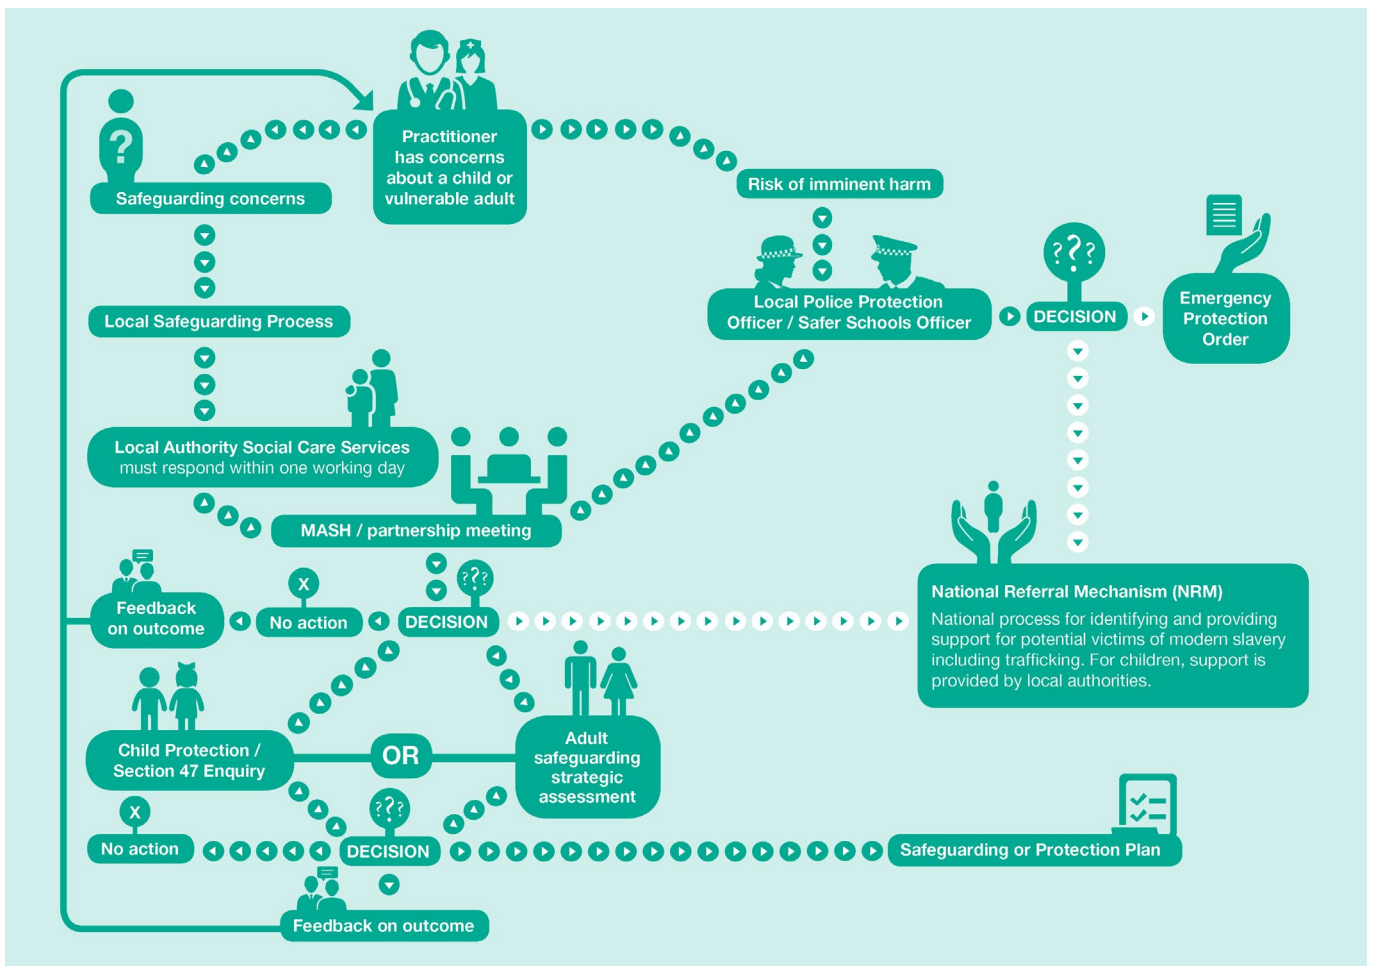 Practitioner
has concerns
about a child or
vulnerable adult
?
Safeguarding concerns
Risk of imminent harm
Local Safeguarding Process
Local Police Protection
Officer / Safer Schools Officer
???
DECISION
Emergency
Protection
Order
Local Authority Social Care Services
must respond within one working day
MASH / partnership meeting
Feedback
on outcome
X
No action
???
DECISION
National Referral Mechanism (NRM)
National process for identifying and providing
support for potential victims of modern slavery
including trafficking. For children, support is
provided by local authorities.
Child Protection /
Section 47 Enquiry
OR
Adult
safeguarding
strategic
assessment
X
No action
???
DECISION
Safeguarding or Protection Plan
Feedback on outcome